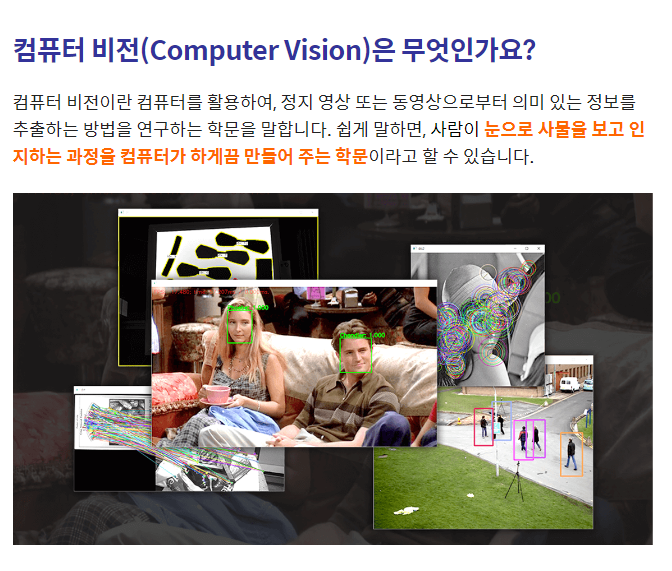 컴퓨터 비전(Computer Vision)은 무엇인가요?
컴퓨터 비전이란 컴퓨터를 활용하여, 정지 영상 또는 동영상으로부터 의미 있는 정보를
추출하는 방법을 연구하는 학문을 말합니다. 쉽게 말하면, 사람이 눈으로 사물을 보고 인
지하는 과정을 컴퓨터가 하게끔 만들어 주는 학문이라고 할 수 있습니다.